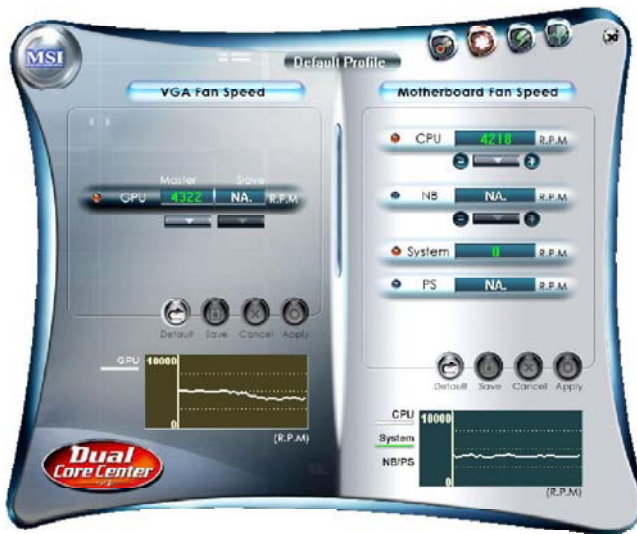 MSI
Default Profile
VGA Fan Speed
Master Slave
GPU 4322 NA. R.P.M
Default Save Cancel Apply
GPU 10000
0
(R.P.M)
Dual
Core Center
Motherboard Fan Speed
CPU 4218 R.P.M
NB NA. R.P.M
System 0 R.P.M
PS NA. R.P.M
Default Save Cancel Apply
CPU 10000
System
NB/PS
0
(R.P.M)